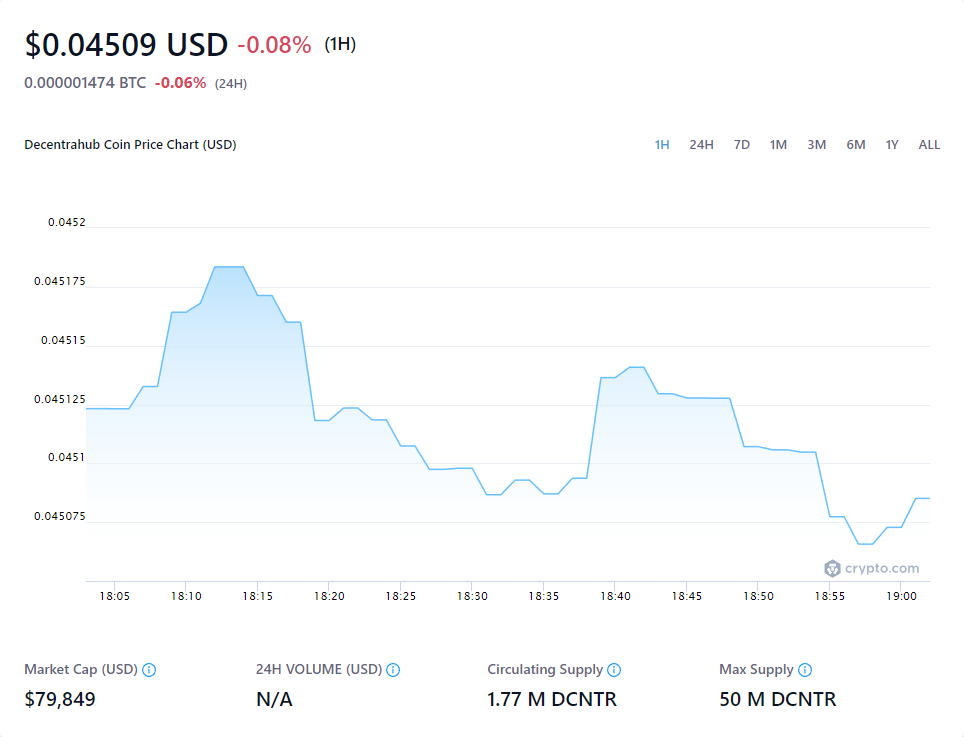 $0.04509 USD -0.08% (1H)
0.000001474 BTC -0.06% (24H)
Decentrahub Coin Price Chart (USD) 1H 24H 7D 1M 3M 6M 1Y ALL
0.0452
0.045175
0.04515
0.045125
0.0451
0.045075
crypto.com
18:05 18:10 18:15 18:20 18:25 18:30 18:35 18:40 18:45 18:50 18:55 19:00
Market Cap (USD) 24H VOLUME (USD) Circulating Supply Max Supply
$79,849 N/A 1.77 M DCNTR 50 M DCNTR